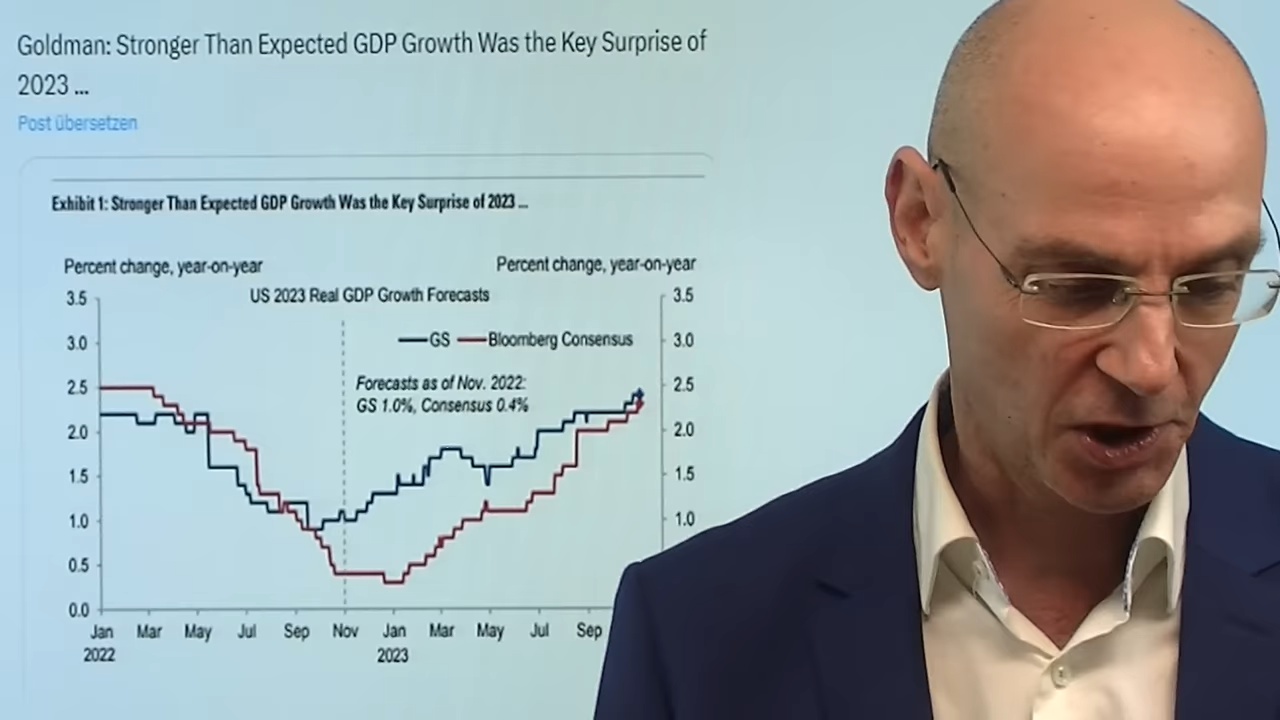 Goldman: Stronger Than Expected GDP Growth Was the Key Surprise of
2023 ...
Post übersetzen
Exhibit 1: Stronger Than Expected GDP Growth Was the Key Surprise of 2023 ...
Percent change, year-on-year
Percent change, year-on-year
US 2023 Real GDP Growth Forecasts
GS
Bloomberg Consensus
Forecasts as of Nov. 2022:
GS 1.0%, Consensus 0.4%
3.5
3.0
2.5
2.0
1.5
1.0
0.5
0.0
3.5
3.0
2.5
2.0
1.5
1.0
Jan Mar May Jul Sep Nov Jan Mar May Jul Sep
2022 2023